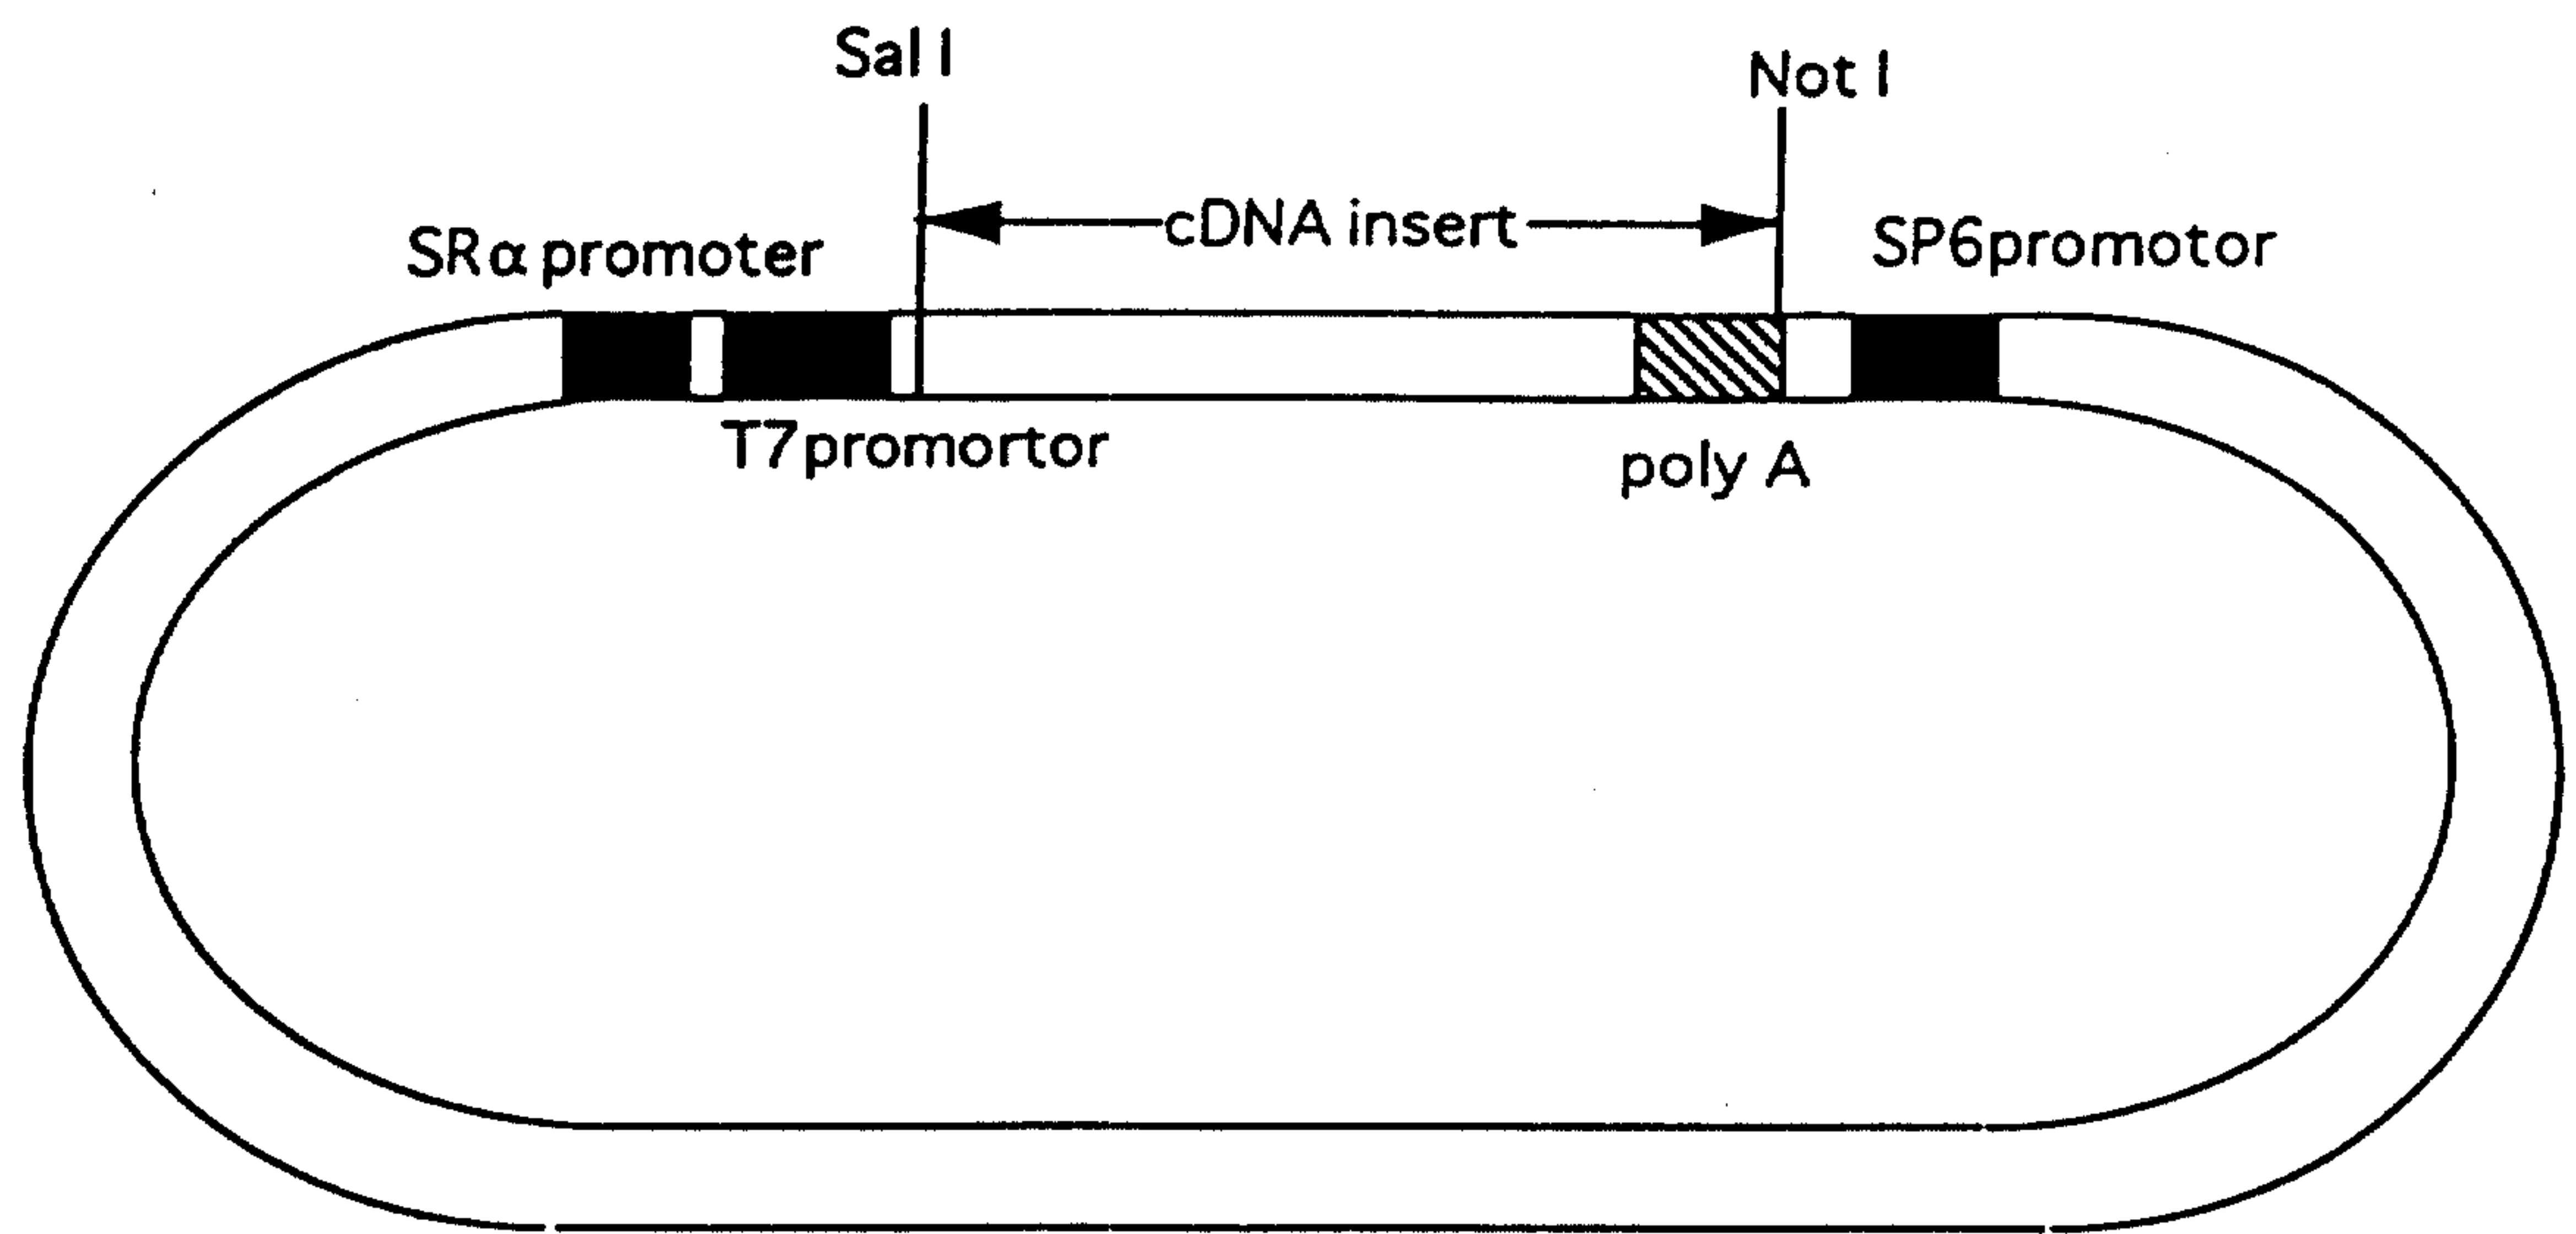 Sal I
Not I
cDNA insert
SRα promoter
SP6promotor
T7promortor
poly A